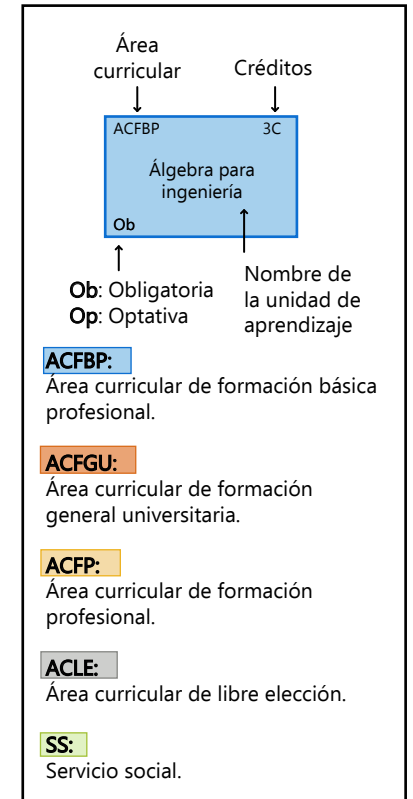 Área
curricular
Créditos
ACFBP 3C
Álgebra para
ingeniería
Ob
Ob: Obligatoria
Op: Optativa
Nombre de
la unidad de
aprendizaje
ACFBP:
Área curricular de formación básica
profesional.
ACFGU:
Área curricular de formación
general universitaria.
ACFP:
Área curricular de formación
profesional.
ACLE:
Área curricular de libre elección.
SS:
Servicio social.